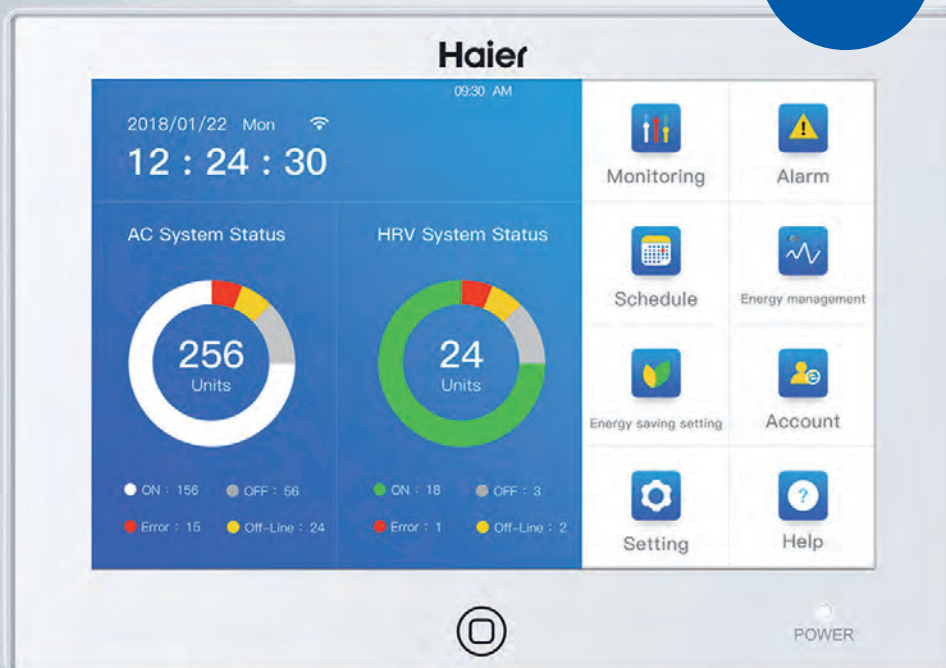 Haier
09:30 AM
2018/01/22 Mon
12 : 24 : 30
AC System Status
256
Units
ON : 156
OFF : 56
Error : 15
Off-Line : 24
HRV System Status
24
Units
ON : 18
OFF : 3
Error : 1
Off-Line : 2
Monitoring
Alarm
Schedule
Energy management
Energy saving setting
Account
Setting
Help
POWER